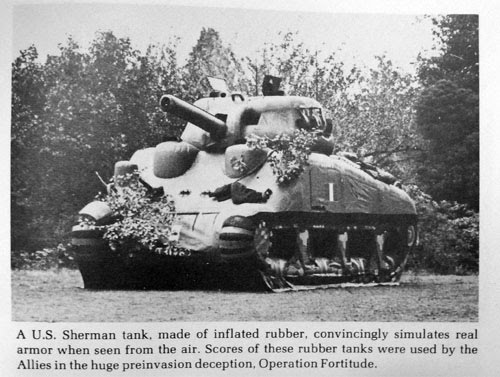 A U.S. Sherman tank, made of inflated rubber, convincingly simulates real
armor when seen from the air. Scores of these rubber tanks were used by the
Allies in the huge preinvasion deception, Operation Fortitude.